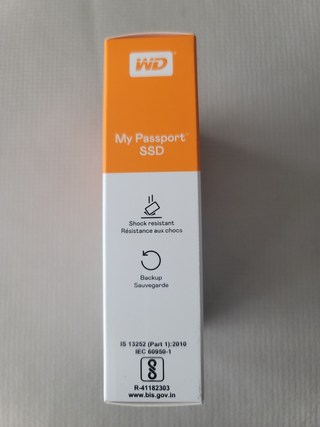 WD
My Passport™
SSD
Shock resistant
Résistance aux chocs
Backup
Sauvegarde
IS 13252 (Part 1):2010
IEC 60950-1
R-41182303
www.bis.gov.in